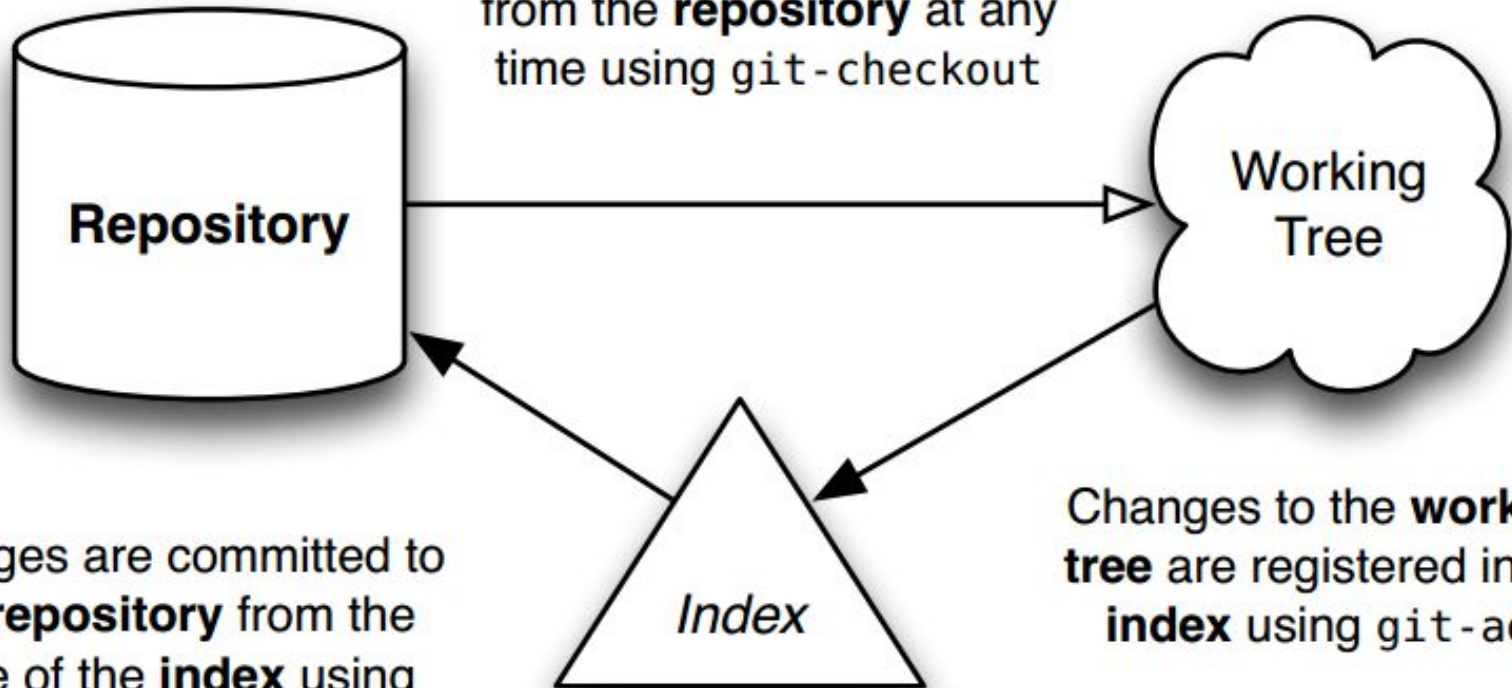 from the repository at any
time using git-checkout
Repository
Working
Tree
Index
Changes to the work
tree are registered in
index using git-a
ges are committed to
repository from the
e of the index using